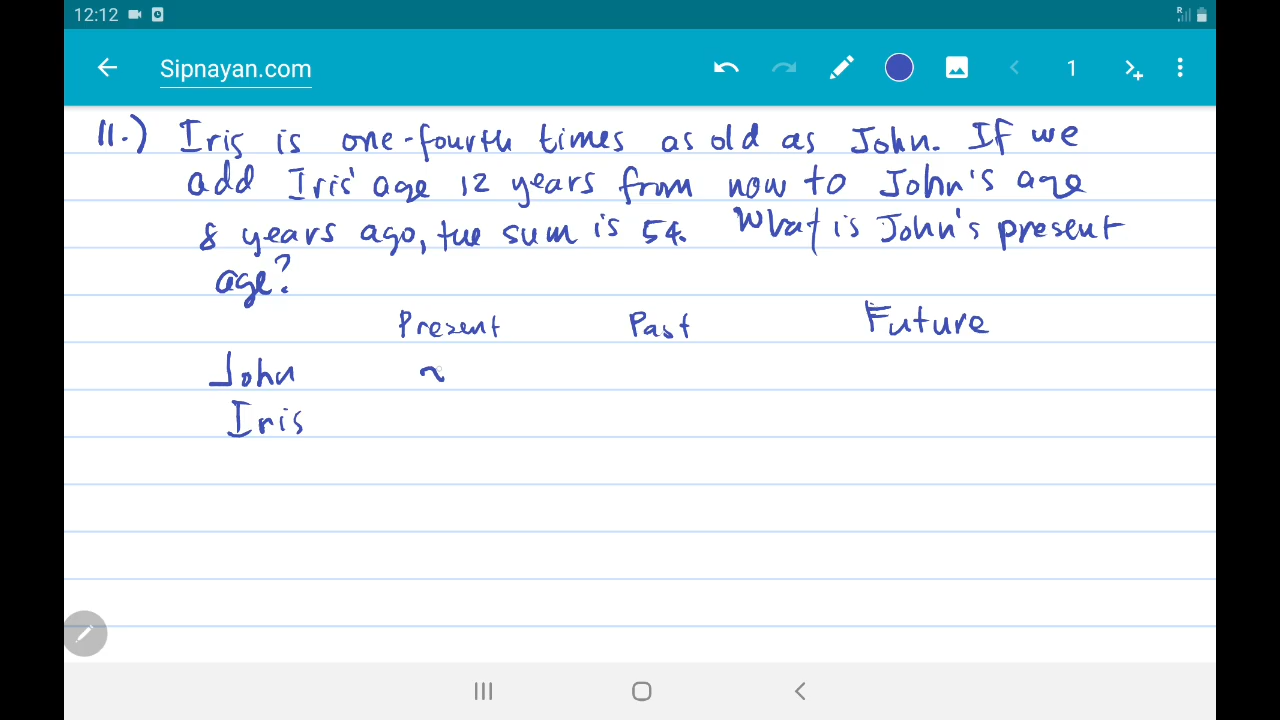 12:12
Sipnayan.com
1
11.) Iris is one-fourth times as old as John. If we
add Iris' age 12 years from now to John's age
8 years ago, the sum is 54. What is John's present
age?
Present Past Future
John
Iris